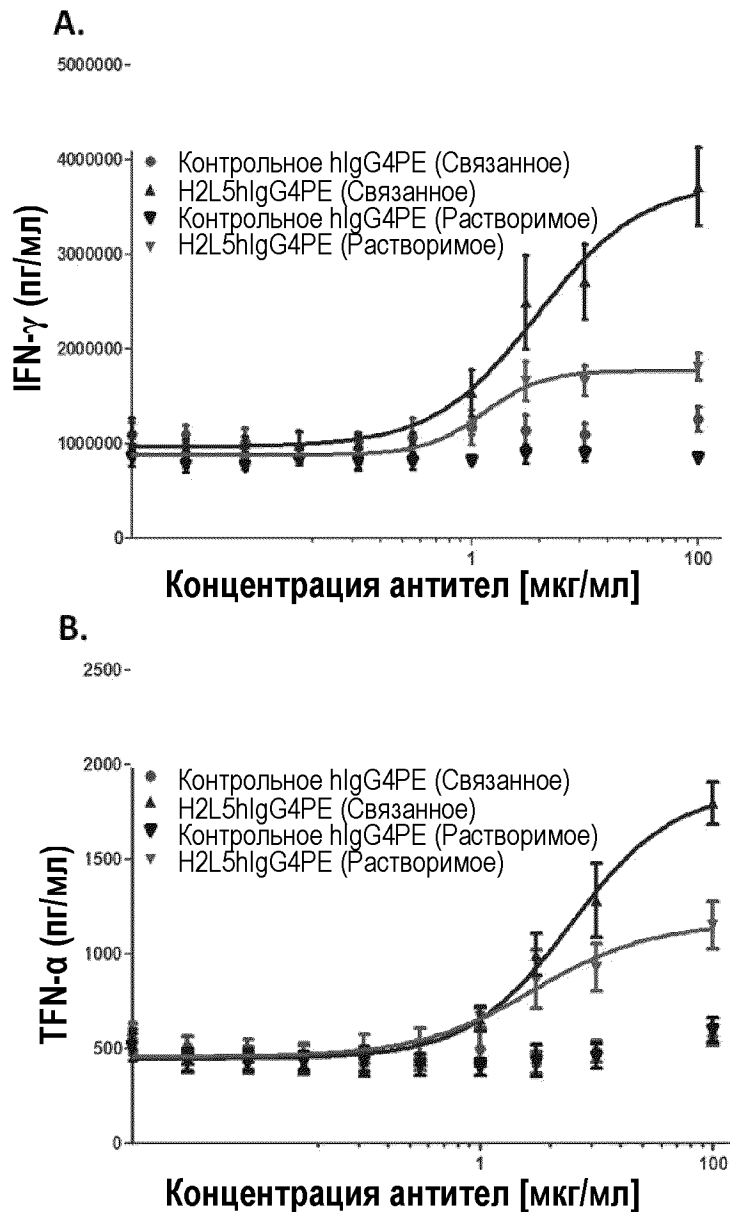 A.
5000000
4000000
3000000
2000000
1000000
0
IFN-γ (пг/мл)
Контрольное hIgG4PE (Связанное)
H2L5hIgG4PE (Связанное)
Контрольное hIgG4PE (Растворимое)
H2L5hIgG4PE (Растворимое)
1
100
Концентрация антител [мкг/мл]
B.
2500
2000
1500
1000
500
0
TFN-α (пг/мл)
Контрольное hIgG4PE (Связанное)
H2L5hIgG4PE (Связанное)
Контрольное hIgG4PE (Растворимое)
H2L5hIgG4PE (Растворимое)
1
100
Концентрация антител [мкг/мл]